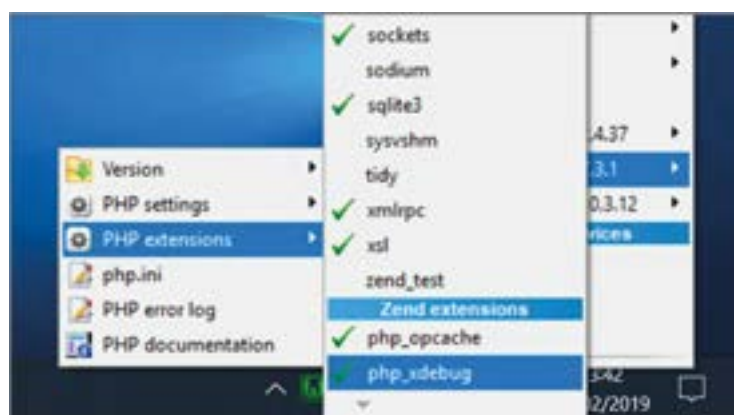 Version
PHP settings
PHP extensions
php.ini
PHP error log
PHP documentation
sockets
sodium
sqlite3
sysvshm
tidy
xmlrpc
xsl
zend_test
Zend extensions
php_opcache
php_xdebug
.4.37
.3.1
0.3.12
vices
3:42
02/2019